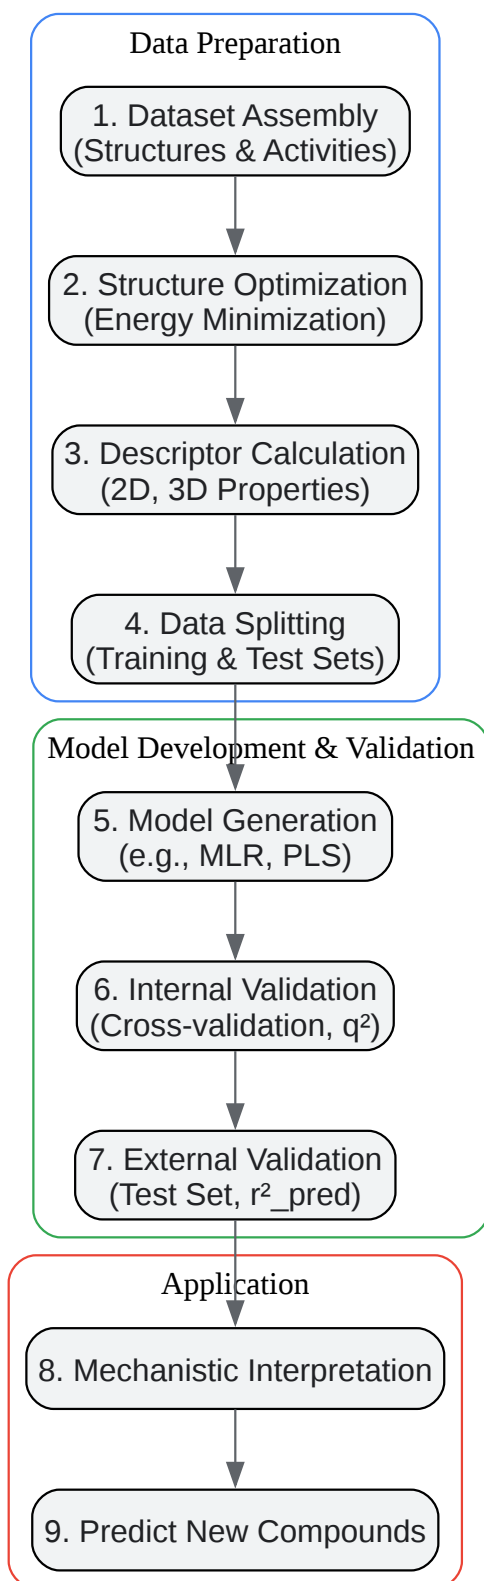 Data Preparation
1. Dataset Assembly
(Structures & Activities)
2. Structure Optimization
(Energy Minimization)
3. Descriptor Calculation
(2D, 3D Properties)
4. Data Splitting
(Training & Test Sets)
Model Development & Validation
5. Model Generation
(e.g., MLR, PLS)
6. Internal Validation
(Cross-validation, q²)
7. External Validation
(Test Set, r²_pred)
Application
8. Mechanistic Interpretation
9. Predict New Compounds